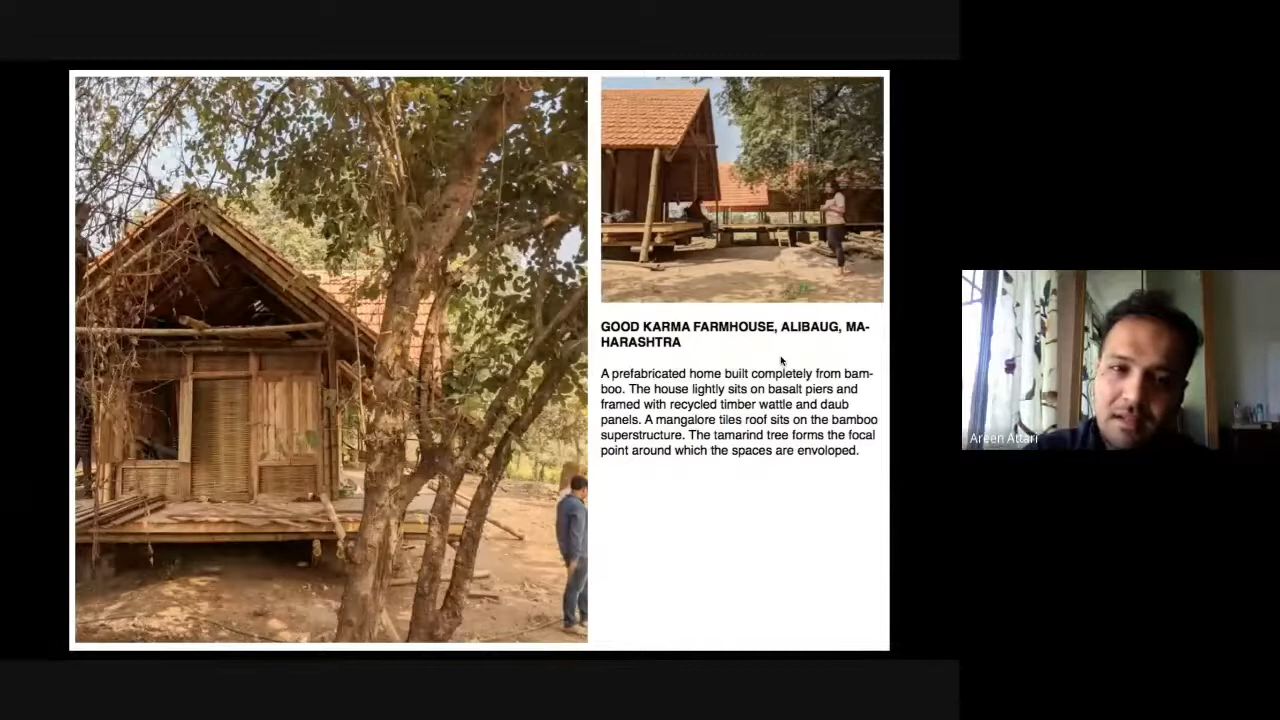 GOOD KARMA FARMHOUSE, ALIBAUG, MA-
HARASHTRA
A prefabricated home built completely from bam-
boo. The house lightly sits on basalt piers and
framed with recycled timber wattle and daub
panels. A mangalore tiles roof sits on the bamboo
superstructure. The tamarind tree forms the focal
point around which the spaces are envoloped.
Areen Attari